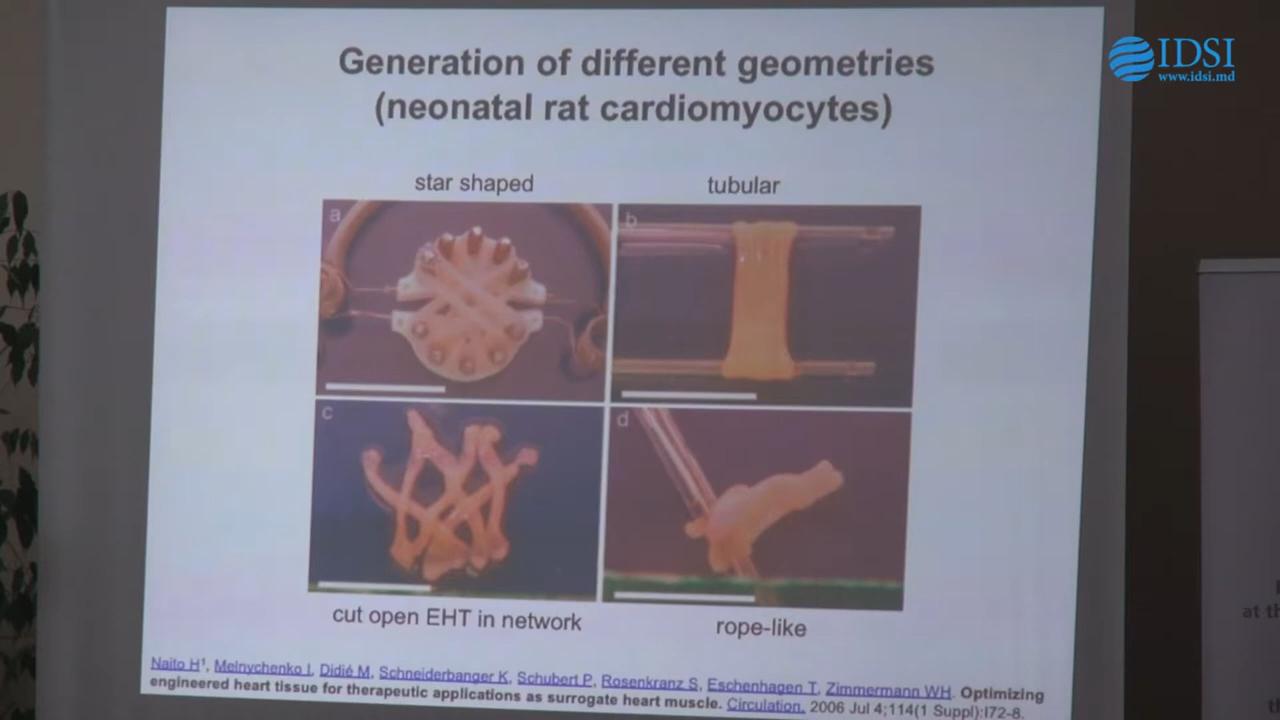 Generation of different geometries
(neonatal rat cardiomyocytes)
IDSI
www.idsi.md
star shaped
tubular
a
b
c
d
cut open EHT in network
rope-like
Naito H¹, Melnychenko I, Didié M, Schneiderbanger K, Schubert P, Rosenkranz S, Eschenhagen T, Zimmermann WH. Optimizing
engineered heart tissue for therapeutic applications as surrogate heart muscle. Circulation. 2006 Jul 4;114(1 Suppl):I72-8.